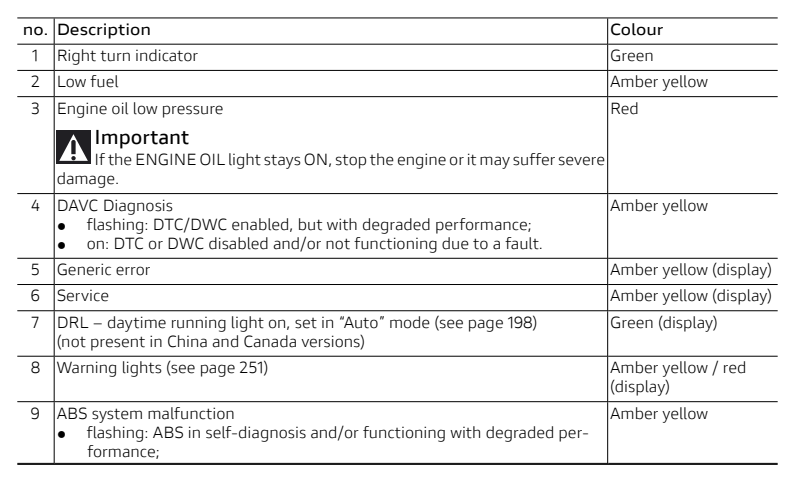 no. Description Colour
1 Right turn indicator Green
2 Low fuel Amber yellow
3 Engine oil low pressure Red
Important
If the ENGINE OIL light stays ON, stop the engine or it may suffer severe
damage.
4 DAVC Diagnosis Amber yellow
● flashing: DTC/DWC enabled, but with degraded performance;
● on: DTC or DWC disabled and/or not functioning due to a fault.
5 Generic error Amber yellow (display)
6 Service Amber yellow (display)
7 DRL – daytime running light on, set in “Auto” mode (see page 198) Green (display)
(not present in China and Canada versions)
8 Warning lights (see page 251) Amber yellow / red
(display)
9 ABS system malfunction Amber yellow
● flashing: ABS in self-diagnosis and/or functioning with degraded per-
formance;